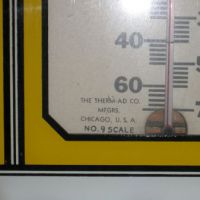 40
60
THE THERM-AD CO.
MFGRS.
CHICAGO, U.S.A.
NO. 9 SCALE